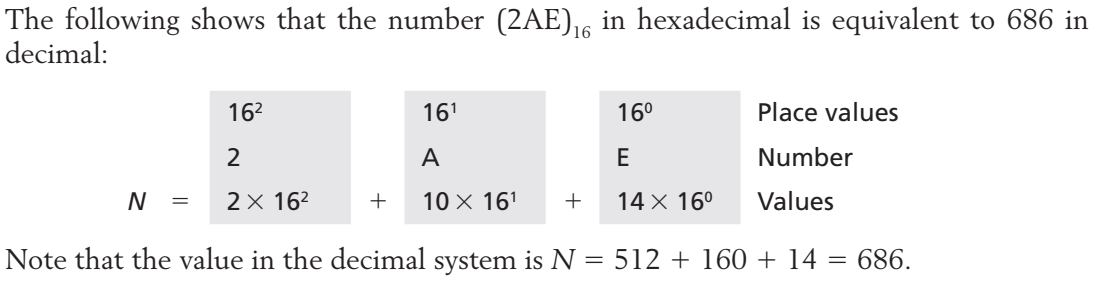 The following shows that the number (2AE)₁₆ in hexadecimal is equivalent to 686 in
decimal:
16² 16¹ 16⁰ Place values
2 A E Number
N = 2 × 16² + 10 × 16¹ + 14 × 16⁰ Values
Note that the value in the decimal system is N = 512 + 160 + 14 = 686.